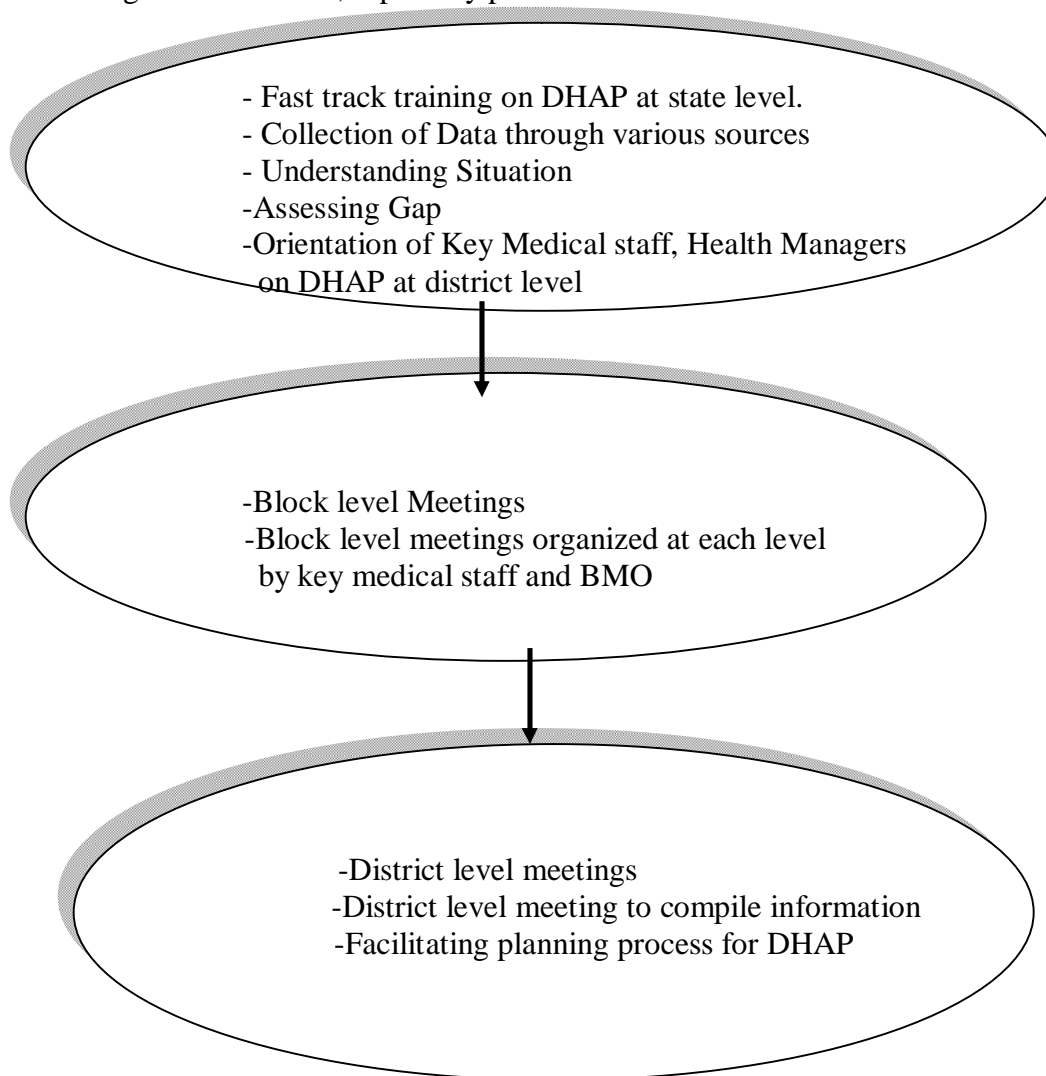 - Fast track training on DHAP at state level.
- Collection of Data through various sources
- Understanding Situation
-Assessing Gap
-Orientation of Key Medical staff, Health Managers
on DHAP at district level
-Block level Meetings
-Block level meetings organized at each level
by key medical staff and BMO
-District level meetings
-District level meeting to compile information
-Facilitating planning process for DHAP